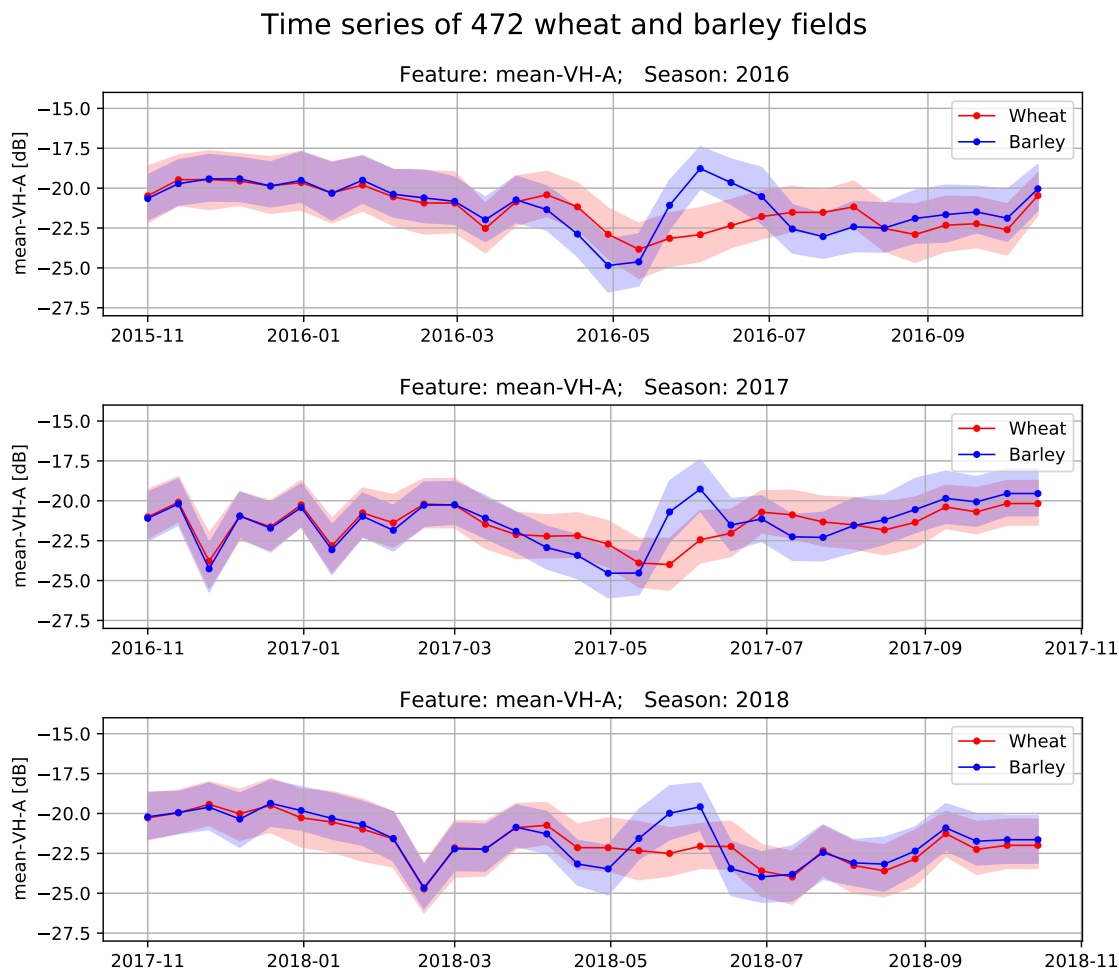 Time series of 472 wheat and barley fields
Feature: mean-VH-A;   Season: 2016
mean-VH-A [dB]
−15.0
−17.5
−20.0
−22.5
−25.0
−27.5
Wheat
Barley
2015-11 2016-01 2016-03 2016-05 2016-07 2016-09
Feature: mean-VH-A;   Season: 2017
mean-VH-A [dB]
−15.0
−17.5
−20.0
−22.5
−25.0
−27.5
Wheat
Barley
2016-11 2017-01 2017-03 2017-05 2017-07 2017-09 2017-11
Feature: mean-VH-A;   Season: 2018
mean-VH-A [dB]
−15.0
−17.5
−20.0
−22.5
−25.0
−27.5
Wheat
Barley
2017-11 2018-01 2018-03 2018-05 2018-07 2018-09 2018-11